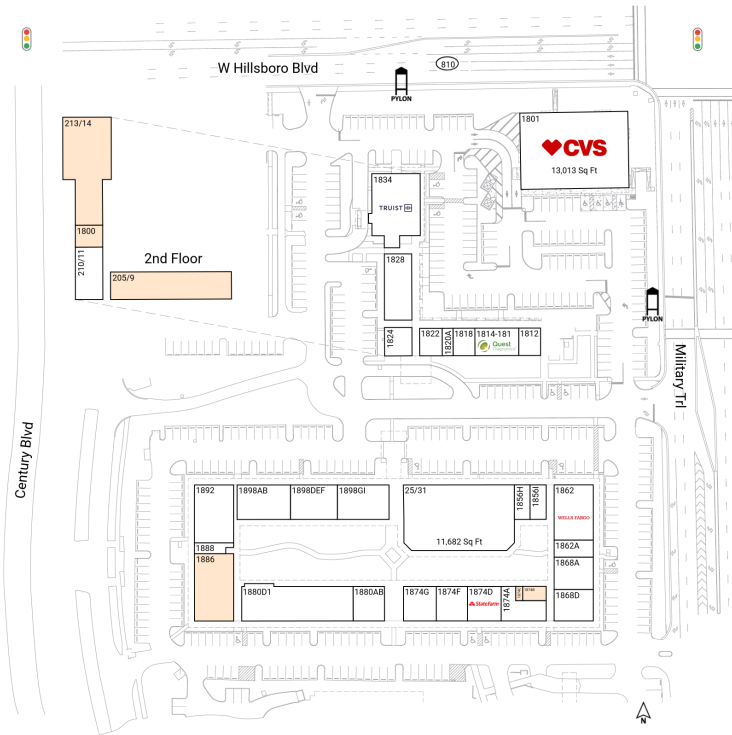 W Hillsboro Blvd
810
PYLON
213/14
1801
CVS
13,013 Sq Ft
1834
TRUIST
1800
210/11
2nd Floor
205/9
1828
PYLON
1824
1822
1820A
1818
1814-181
Quest
1812
Military Trl
Century Blvd
1892
1898AB
1898DEF
1898GI
25/31
11,682 Sq Ft
1856H
1856I
1862
WELLS FARGO
1862A
1868A
1868D
1888
1886
1880D1
1880AB
1874G
1874F
1874D
StateFarm
1874A
N